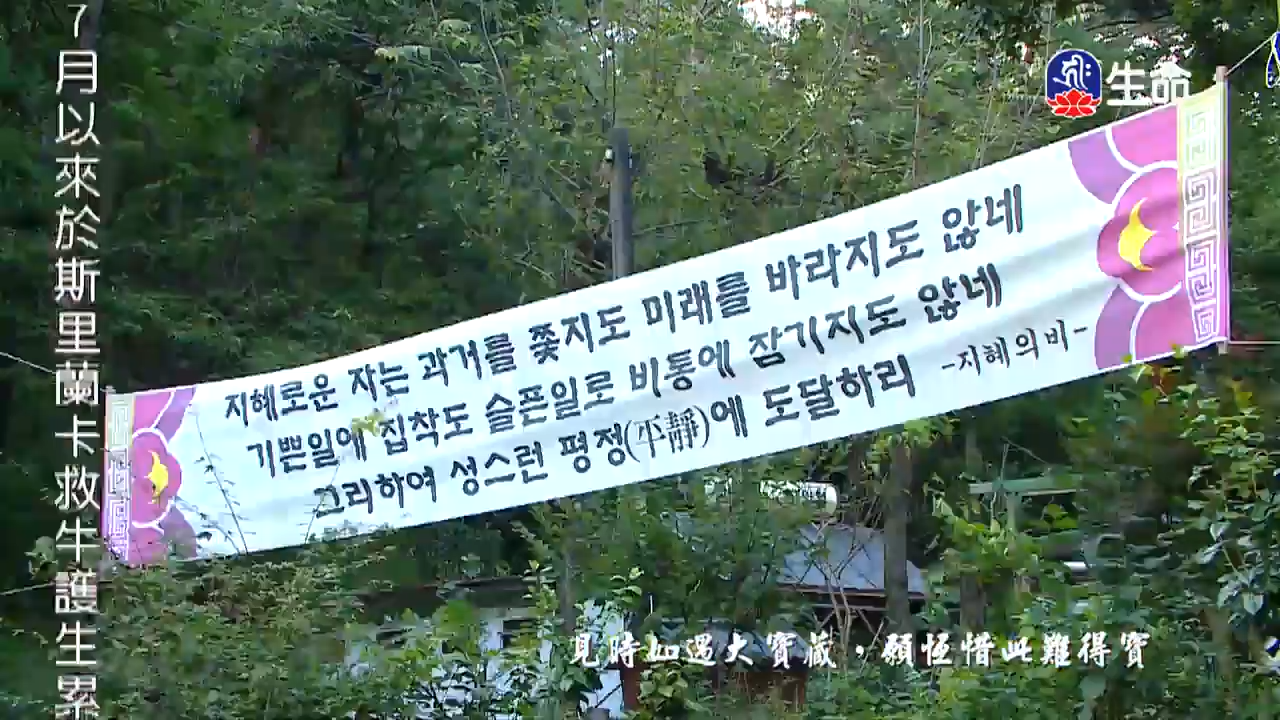 7月以來於斯里蘭卡救牛護生累
生命
지혜로운 자는 과거를 쫓지도 미래를 바라지도 않네
기쁜일에 집착도 슬픈일로 비통에 잠기지도 않네
그리하여 성스런 평정(平靜)에 도달하리 -지혜의비-
見時如遇大寶藏，願恆惜此難得寶